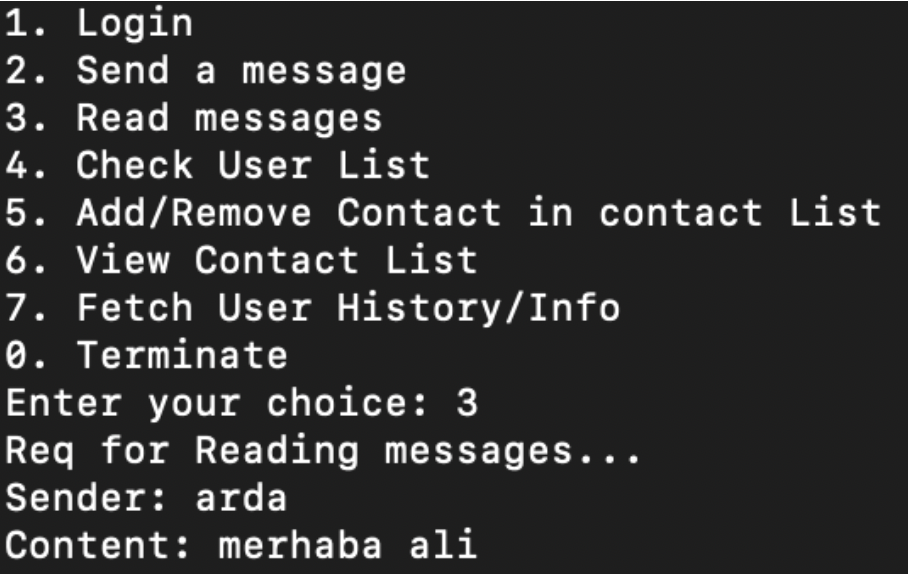 1. Login
2. Send a message
3. Read messages
4. Check User List
5. Add/Remove Contact in contact List
6. View Contact List
7. Fetch User History/Info
0. Terminate
Enter your choice: 3
Req for Reading messages...
Sender: arda
Content: merhaba ali